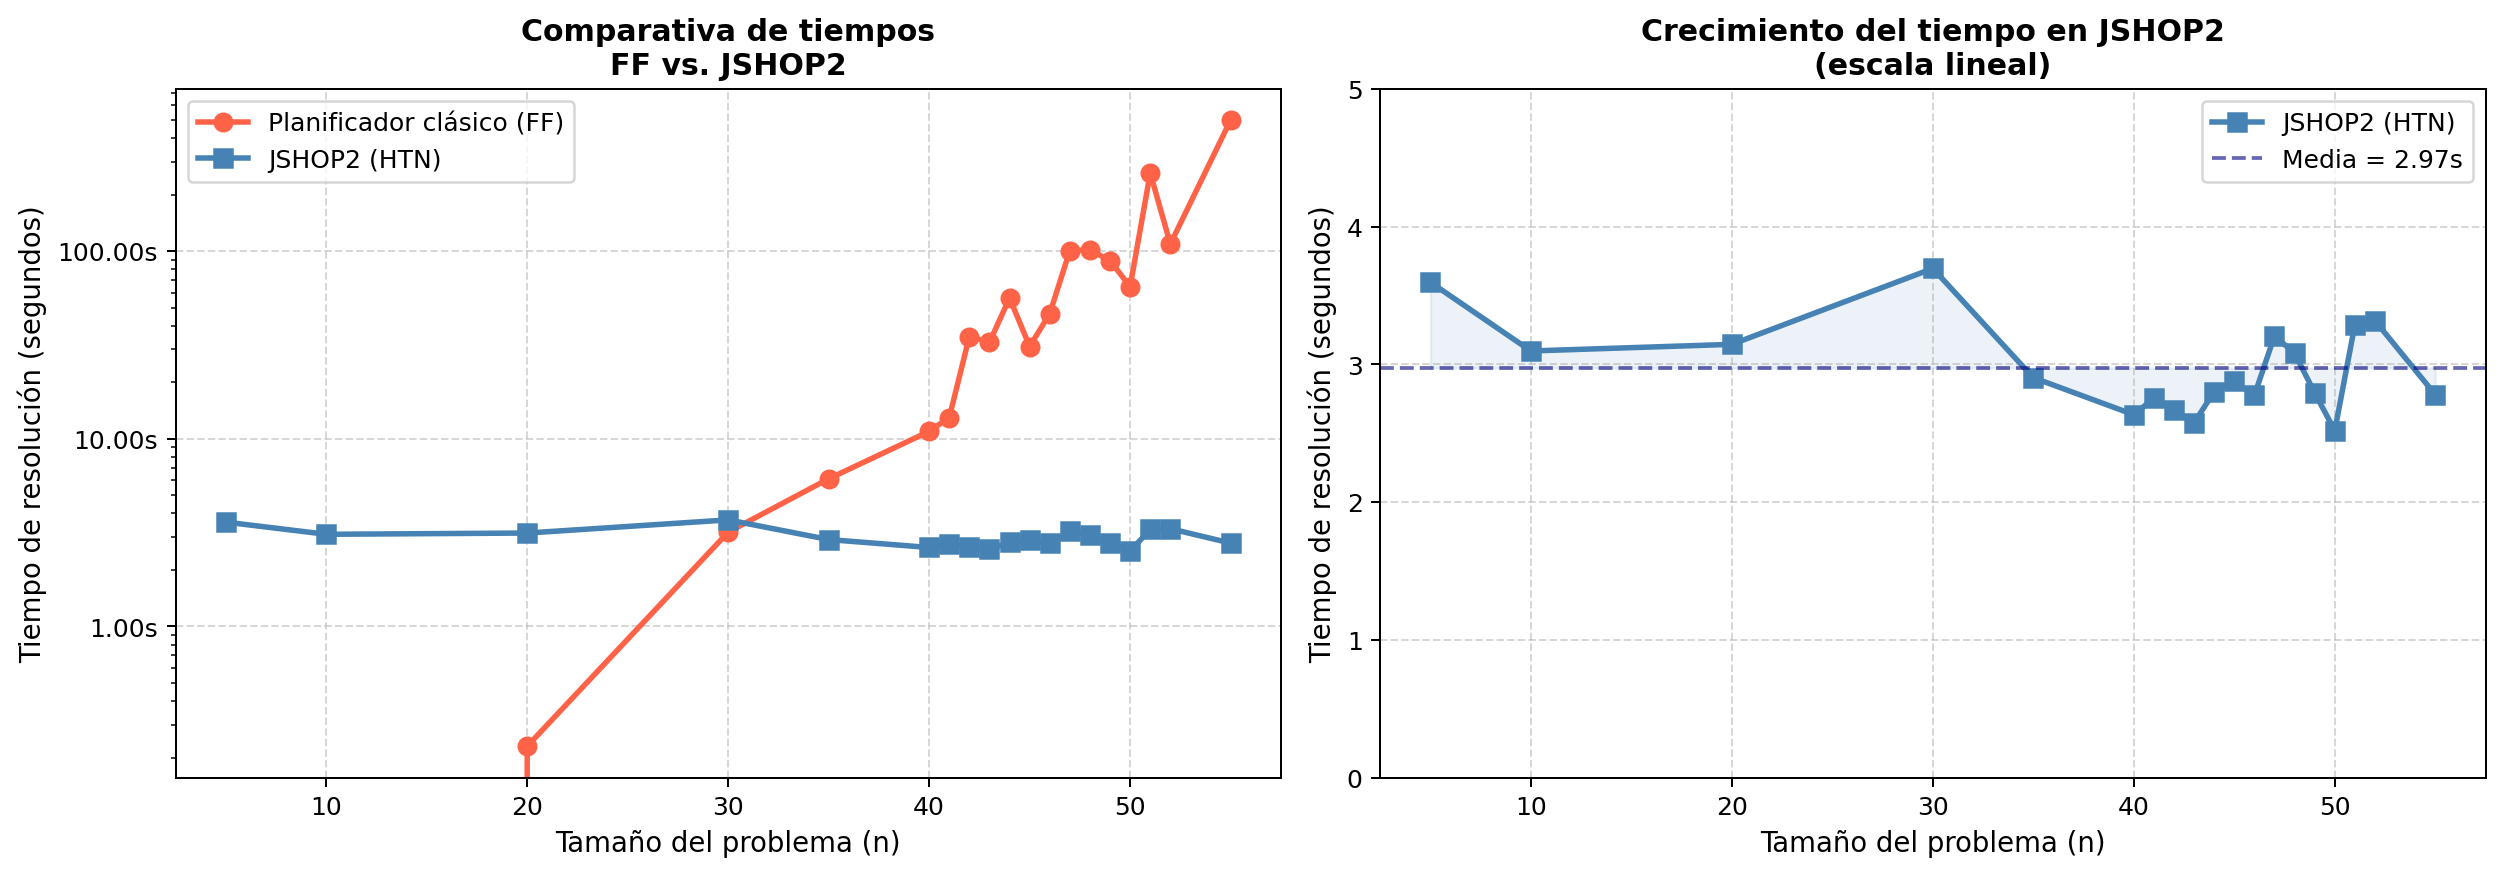 Comparativa de tiempos
FF vs. JSHOP2
Planificador clásico (FF)
JSHOP2 (HTN)
Tiempo de resolución (segundos)
100.00s
10.00s
1.00s
10
20
30
40
50
Tamaño del problema (n)
Crecimiento del tiempo en JSHOP2
(escala lineal)
JSHOP2 (HTN)
Media = 2.97s
Tiempo de resolución (segundos)
5
4
3
2
1
0
10
20
30
40
50
Tamaño del problema (n)